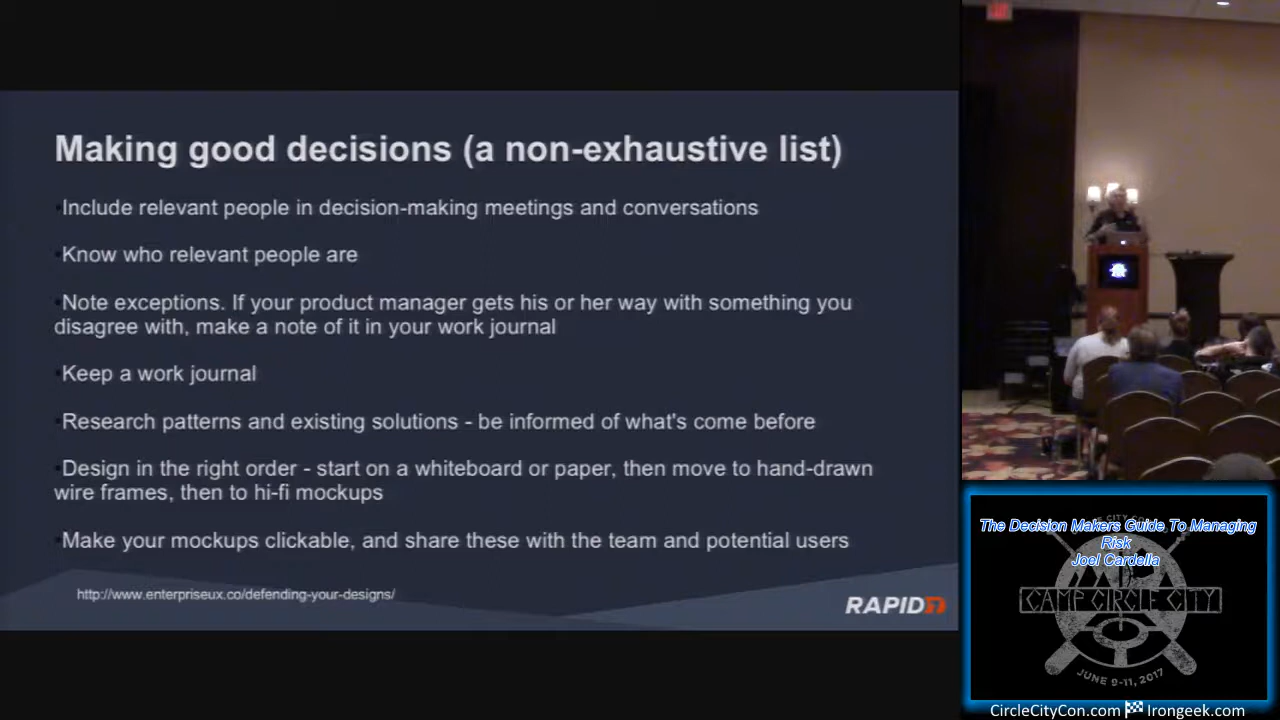 Making good decisions (a non-exhaustive list)
Include relevant people in decision-making meetings and conversations
Know who relevant people are
Note exceptions. If your product manager gets his or her way with something you
disagree with, make a note of it in your work journal
Keep a work journal
Research patterns and existing solutions - be informed of what's come before
Design in the right order - start on a whiteboard or paper, then move to hand-drawn
wire frames, then to hi-fi mockups
Make your mockups clickable, and share these with the team and potential users
http://www.enterpriseux.co/defending-your-designs/
RAPID7
The Decision Makers Guide To Managing
Risk
Joel Cardella
CAMP CIRCLE CITY
JUNE 9-11, 2017
CircleCityCon.com
Irongeek.com